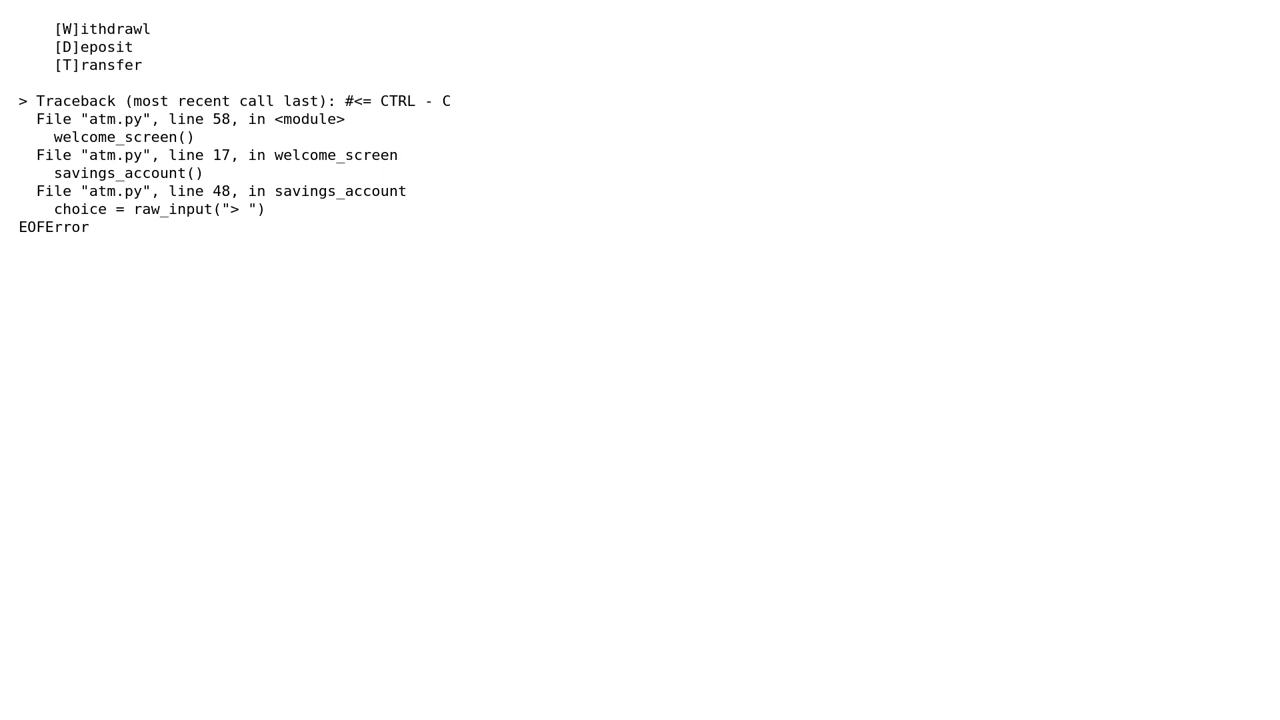 [W]ithdrawl
    [D]eposit
    [T]ransfer

> Traceback (most recent call last): #<= CTRL - C
  File "atm.py", line 58, in <module>
    welcome_screen()
  File "atm.py", line 17, in welcome_screen
    savings_account()
  File "atm.py", line 48, in savings_account
    choice = raw_input("> ")
EOFError